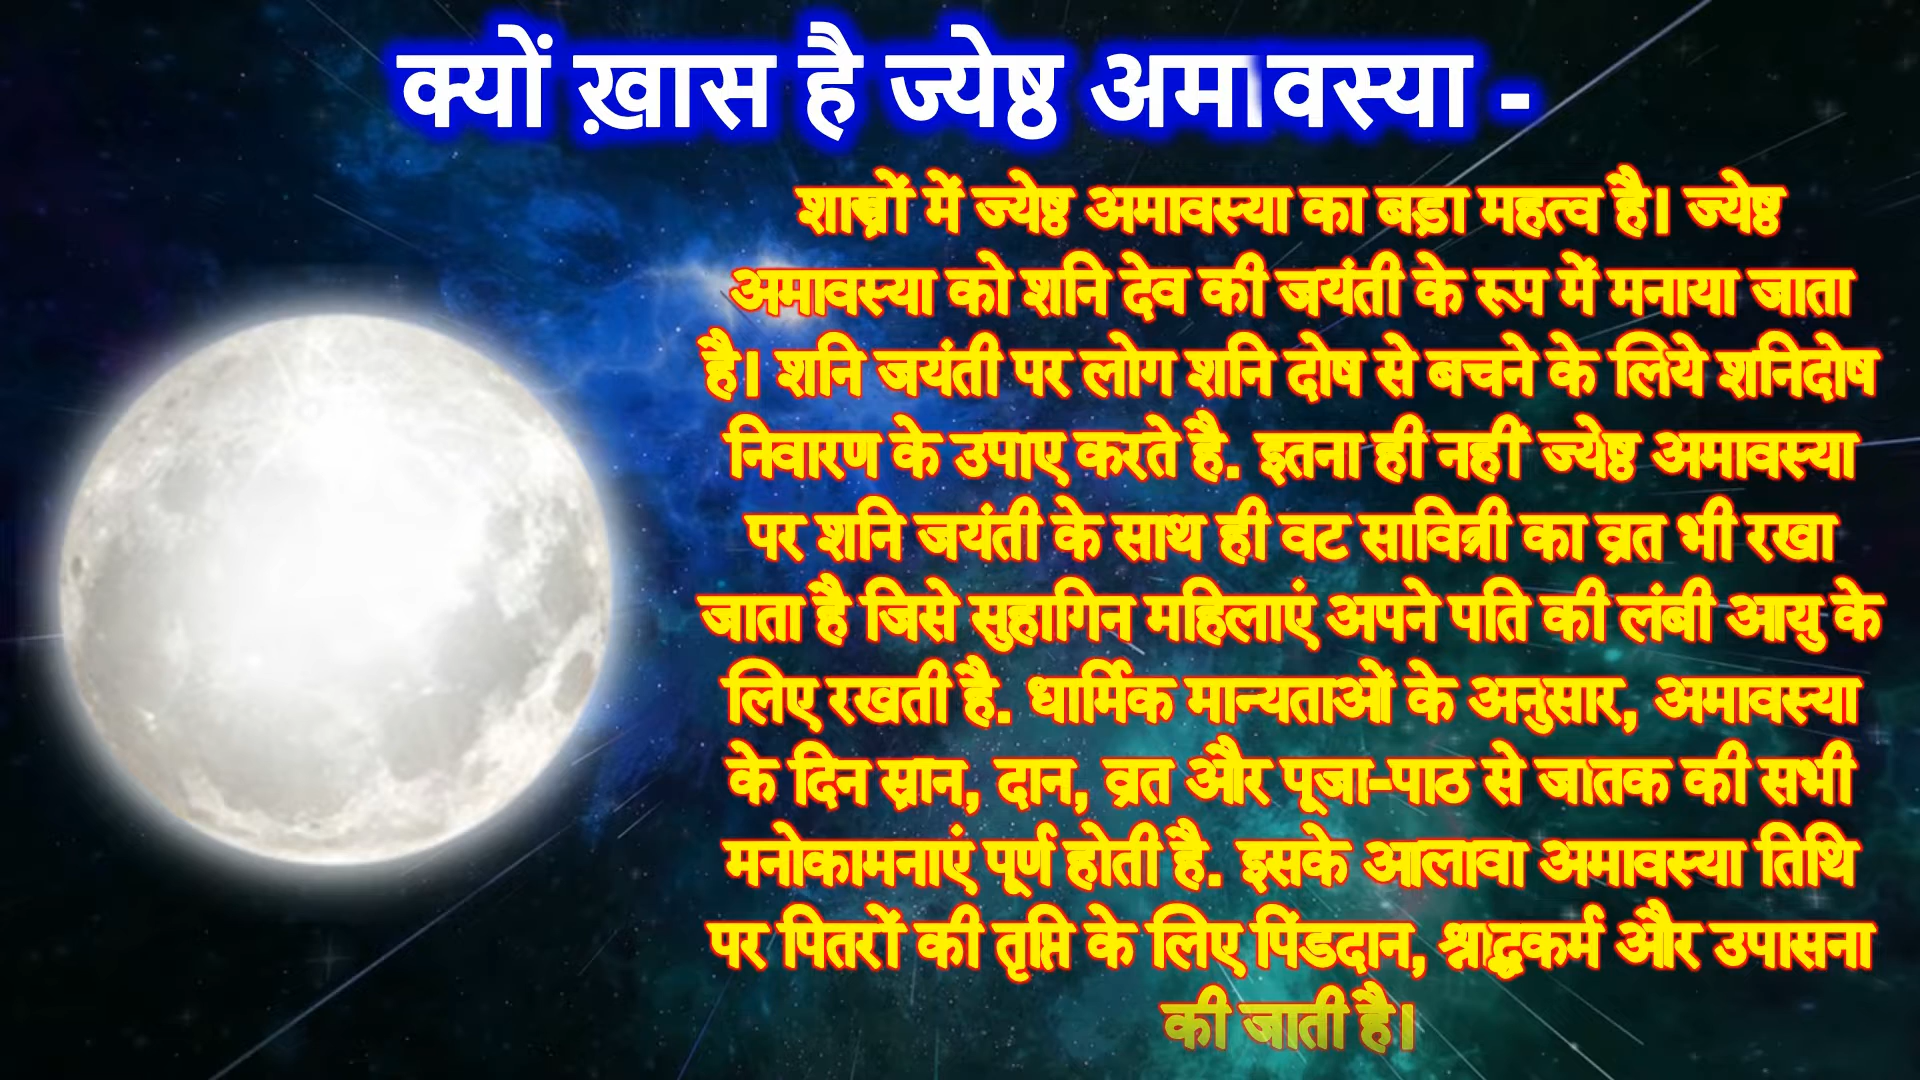 क्यों ख़ास है ज्येष्ठ अमावस्या -
शास्त्रों में ज्येष्ठ अमावस्या का बड़ा महत्व है। ज्येष्ठ
अमावस्या को शनि देव की जयंती के रूप में मनाया जाता
है। शनि जयंती पर लोग शनि दोष से बचने के लिये शनिदोष
निवारण के उपाए करते है. इतना ही नहीं ज्येष्ठ अमावस्या
पर शनि जयंती के साथ ही वट सावित्री का व्रत भी रखा
जाता है जिसे सुहागिन महिलाएं अपने पति की लंबी आयु के
लिए रखती है. धार्मिक मान्यताओं के अनुसार, अमावस्या
के दिन स्नान, दान, व्रत और पूजा-पाठ से जातक की सभी
मनोकामनाएं पूर्ण होती है. इसके आलावा अमावस्या तिथि
पर पितरों की तृप्ति के लिए पिंडदान, श्राद्धकर्म और उपासना
की जाती है।